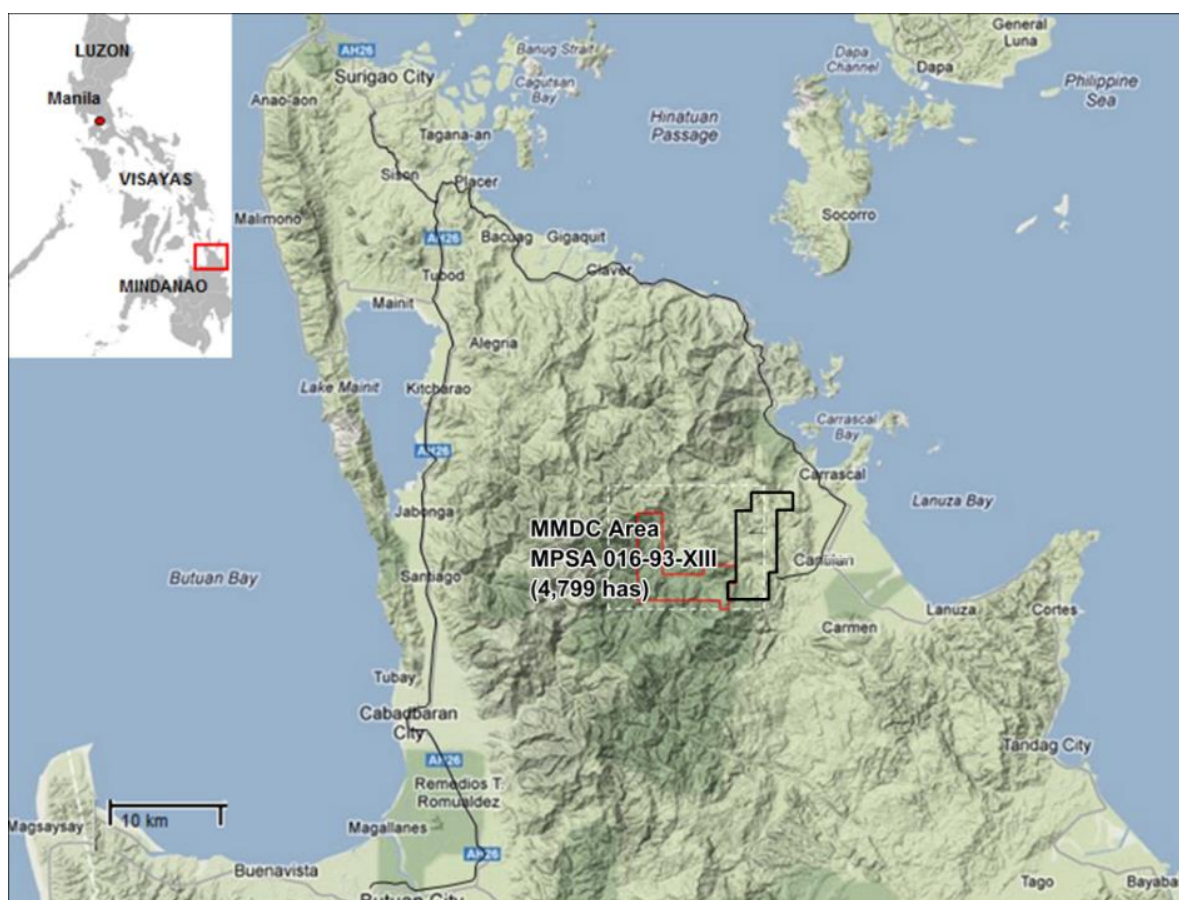 LUZON
Manila
VISAYAS
MINDANAO
AH26
Surigao City
Anao-aon
Banug Strait
Cagutsan
Bay
Tagana-an
Hinatuan
Passage
General
Luna
Dapa
Channel
Dapa
Philippine
Sea
Sison
Placer
Malimono
AH26
Bacuag
Gigaquit
Socorro
Tubod
Claver
Mainit
Alegria
Lake Mainit
Kitcharao
AH26
Carrascal
Bay
Carrascal
Lanuza Bay
Jabonga
MMDC Area
MPSA 016-93-XIII
(4,799 has)
Cantilan
Butuan Bay
Santiago
Lanuza
Cortes
Carmen
Tubay
Cabadbaran
City
Tandag City
AH26
Remedios T.
Romualdez
10 km
Magsaysay
Magallanes
AH26
Buenavista
Tago
Bayaba
Butuan City